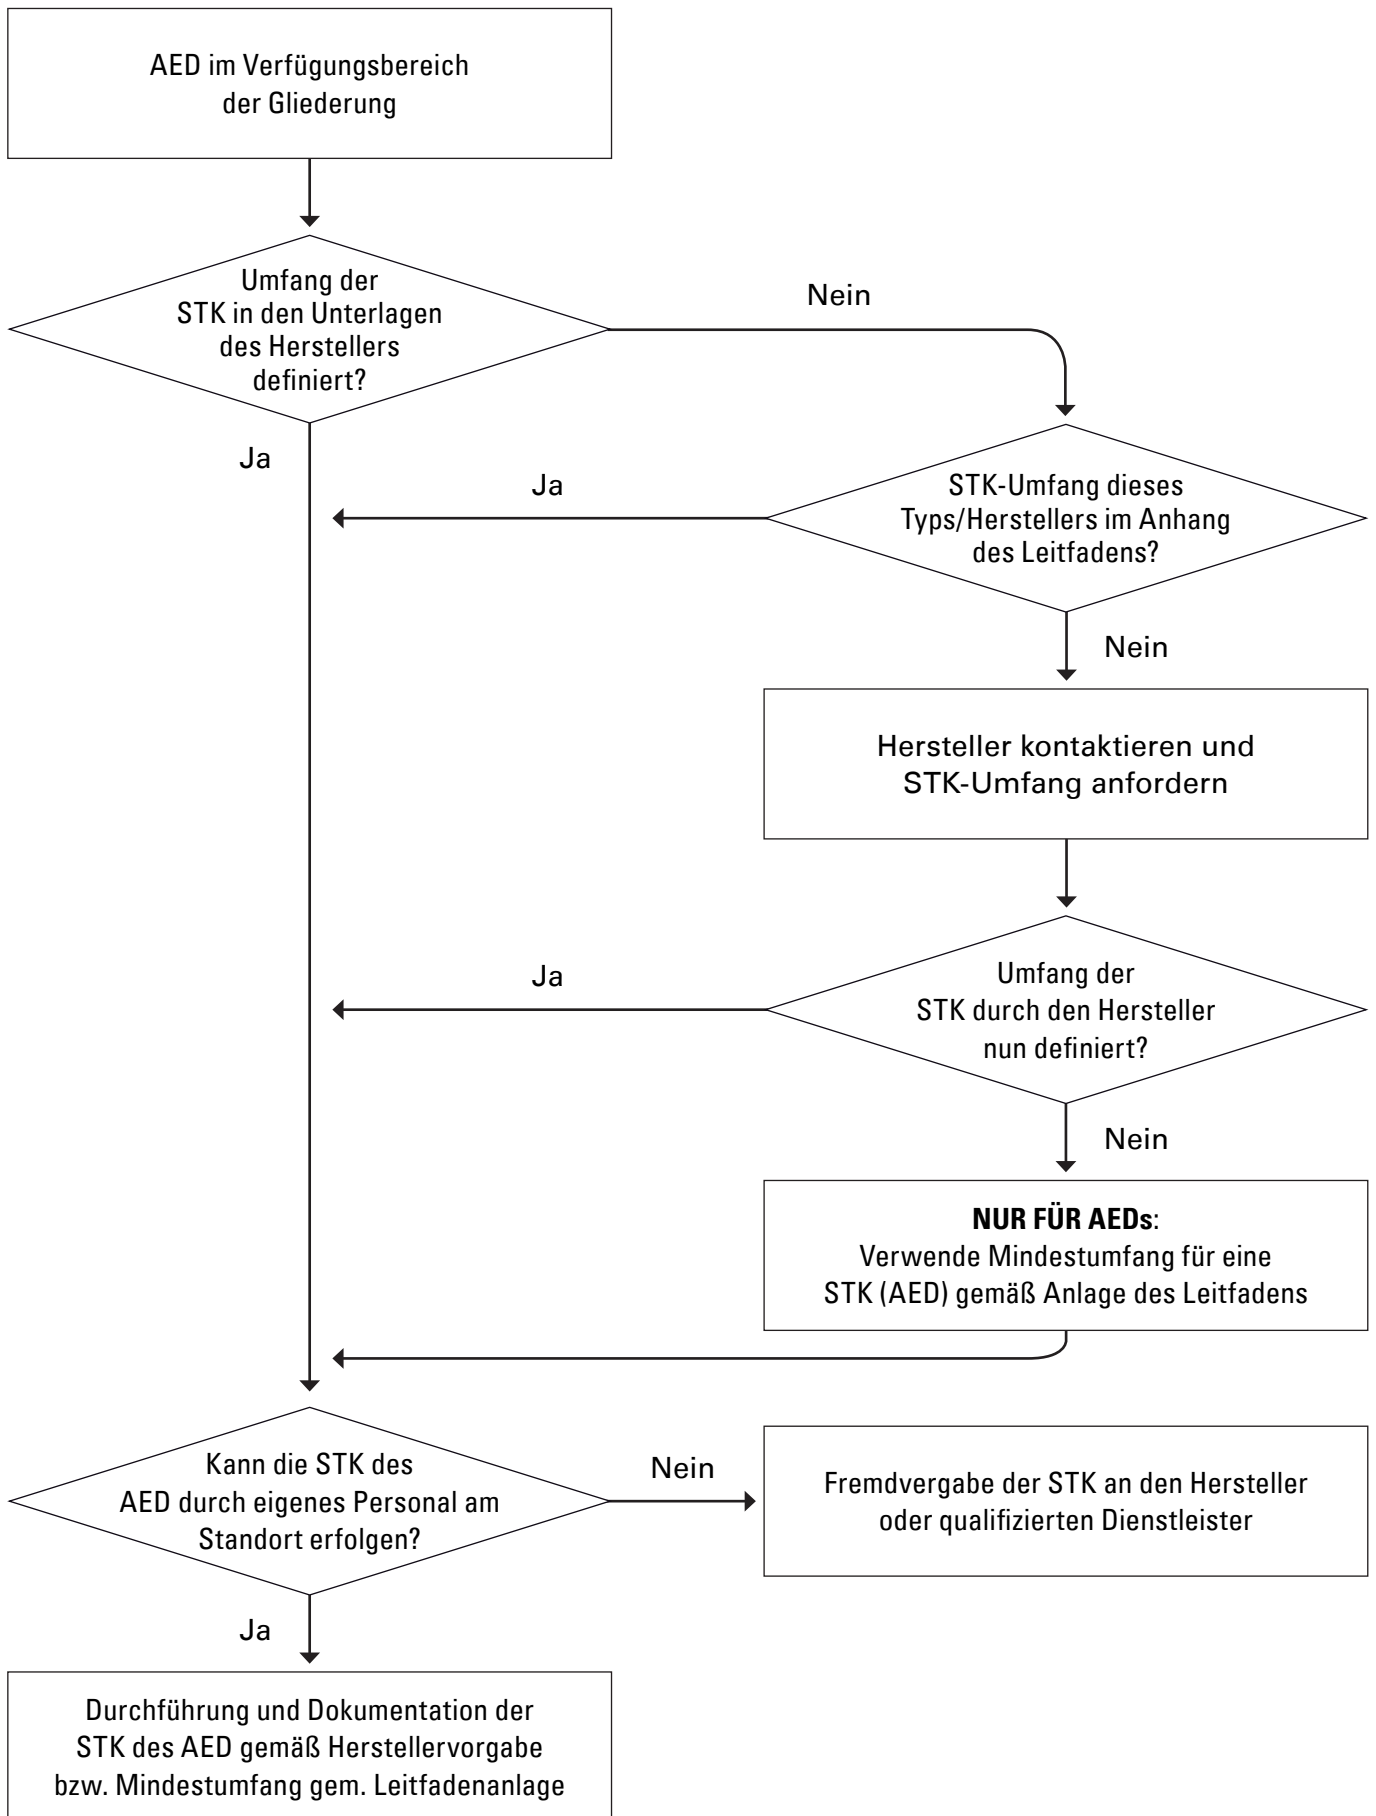 AED im Verfügungsbereich
der Gliederung
Umfang der
STK in den Unterlagen
des Herstellers
definiert?
Nein
Ja
STK-Umfang dieses
Typs/Herstellers im Anhang
des Leitfadens?
Ja
Nein
Hersteller kontaktieren und
STK-Umfang anfordern
Umfang der
STK durch den Hersteller
nun definiert?
Ja
Nein
NUR FÜR AEDs:
Verwende Mindestumfang für eine
STK (AED) gemäß Anlage des Leitfadens
Kann die STK des
AED durch eigenes Personal am
Standort erfolgen?
Nein
Fremdvergabe der STK an den Hersteller
oder qualifizierten Dienstleister
Ja
Durchführung und Dokumentation der
STK des AED gemäß Herstellervorgabe
bzw. Mindestumfang gem. Leitfadenanlage